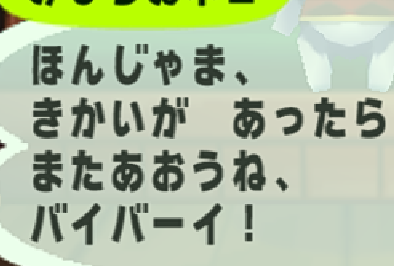 ほんじゃま、
きかいが　あったら
またあおうね、
バイバーイ！